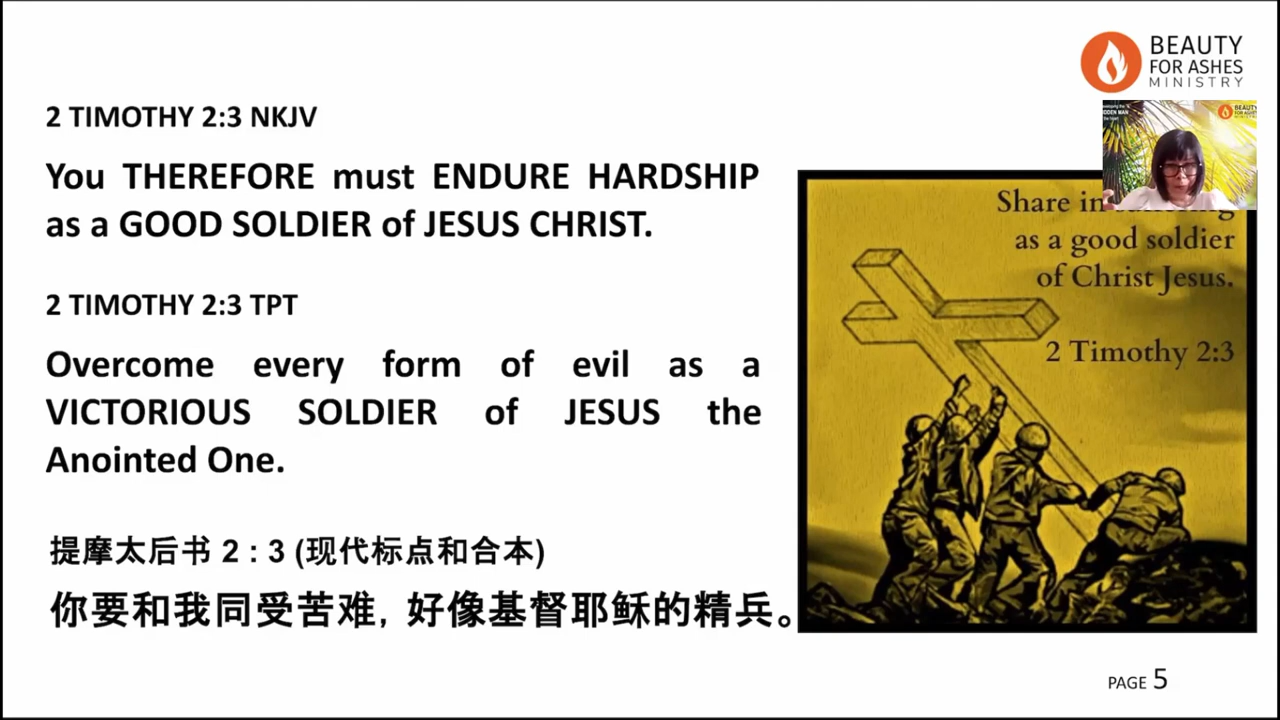 BEAUTY
FOR ASHES
MINISTRY
2 TIMOTHY 2:3 NKJV
You THEREFORE must ENDURE HARDSHIP
as a GOOD SOLDIER of JESUS CHRIST.
2 TIMOTHY 2:3 TPT
Overcome every form of evil as a
VICTORIOUS SOLDIER of JESUS the
Anointed One.
提摩太后书 2 : 3 (现代标点和合本)
你要和我同受苦难, 好像基督耶稣的精兵。
Share in
as a good soldier
of Christ Jesus.
2 Timothy 2:3
BEAUTY
PAGE 5